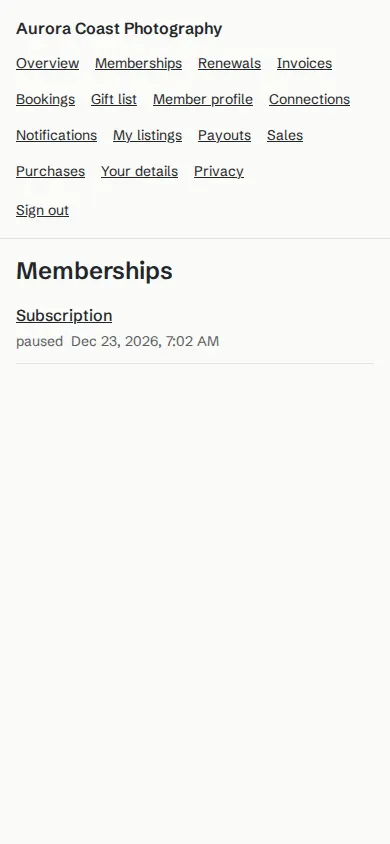 Aurora Coast Photography
Overview Memberships Renewals Invoices
Bookings Gift list Member profile Connections
Notifications My listings Payouts Sales
Purchases Your details Privacy
Sign out
Memberships
Subscription
paused Dec 23, 2026, 7:02 AM